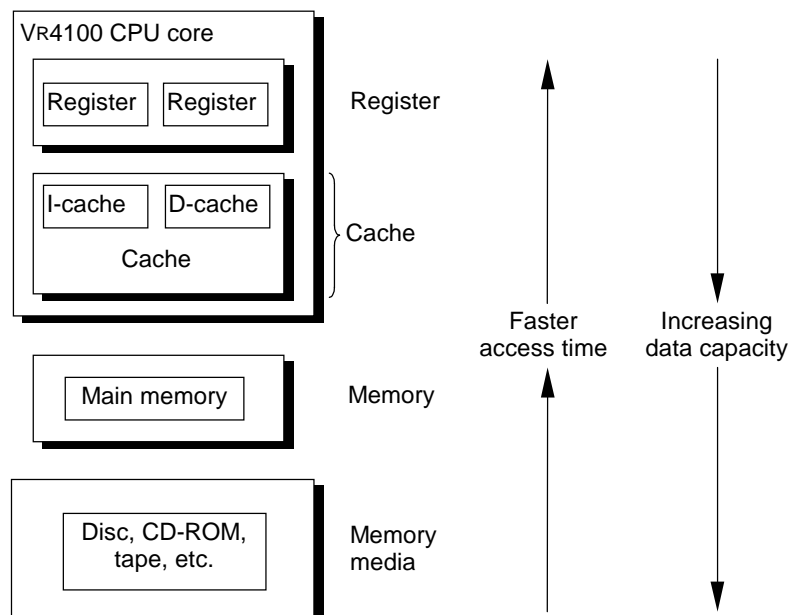 VR4100 CPU core
Register Register
Register
I-cache D-cache
Cache
Cache
Faster
access time
Increasing
data capacity
Main memory
Memory
Disc, CD-ROM,
tape, etc.
Memory
media